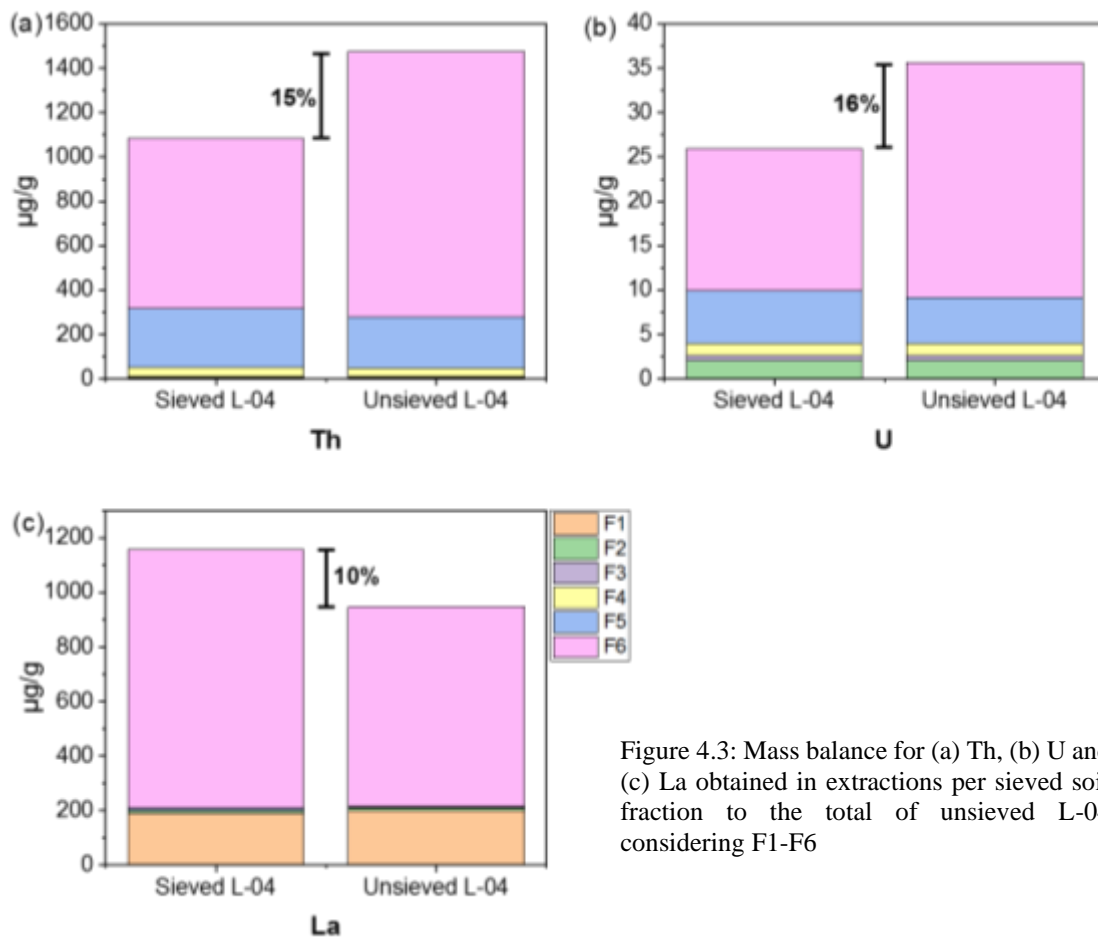 (a)
1600
1400
1200
1000
800
600
400
200
0
µg/g
15%
Sieved L-04
Unsieved L-04
Th
(b)
40
35
30
25
20
15
10
5
0
µg/g
16%
Sieved L-04
Unsieved L-04
U
(c)
1200
1000
800
600
400
200
0
µg/g
10%
Sieved L-04
Unsieved L-04
La
F1
F2
F3
F4
F5
F6
Figure 4.3: Mass balance for (a) Th, (b) U and
(c) La obtained in extractions per sieved soi
fraction to the total of unsieved L-04
considering F1-F6